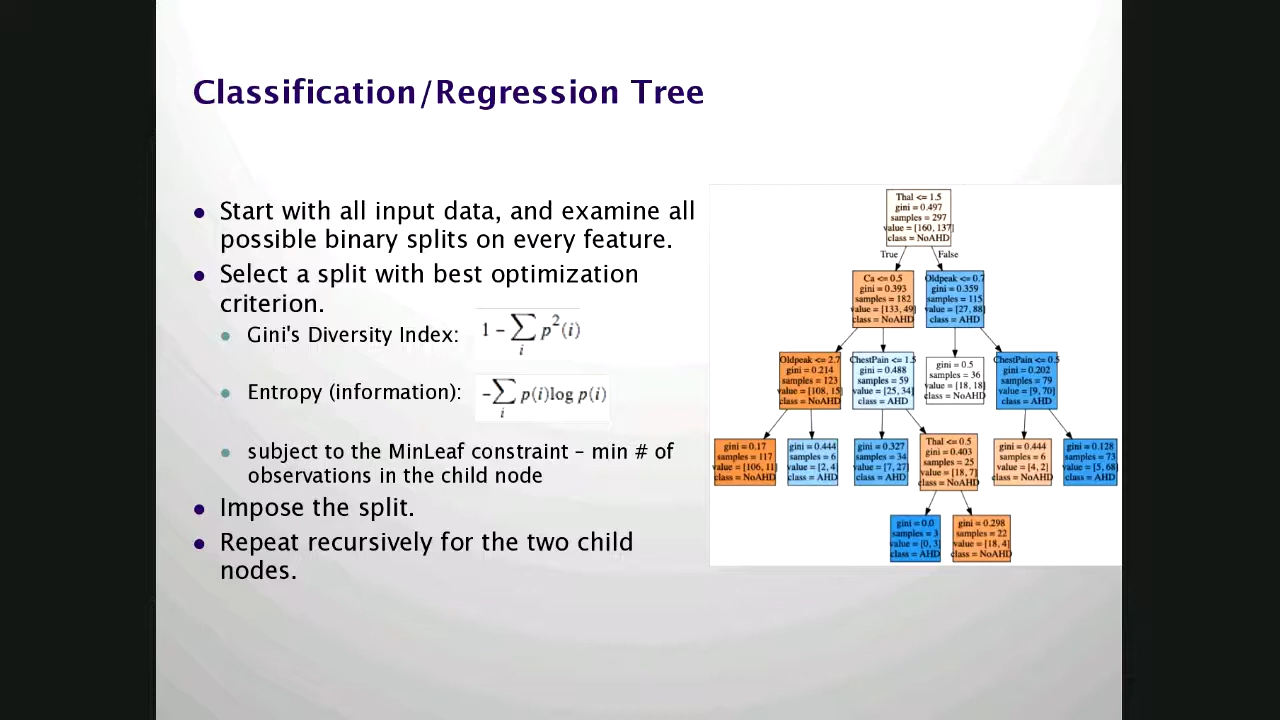 Classification/Regression Tree
● Start with all input data, and examine all
possible binary splits on every feature.
● Select a split with best optimization
criterion.
● Gini's Diversity Index: 1 − ∑ p²(i)
i
● Entropy (information): −∑ p(i)log p(i)
i
● subject to the MinLeaf constraint – min # of
observations in the child node
● Impose the split.
● Repeat recursively for the two child
nodes.
Thal <= 1.5
gini = 0.497
samples = 297
value = [160, 137]
class = NoAHD
True
False
Ca <= 0.5
gini = 0.393
samples = 182
value = [133, 49]
class = NoAHD
Oldpeak <= 0.7
gini = 0.359
samples = 115
value = [27, 88]
class = AHD
Oldpeak <= 2.7
gini = 0.214
samples = 123
value = [108, 15]
class = NoAHD
ChestPain <= 1.5
gini = 0.488
samples = 59
value = [25, 34]
class = AHD
gini = 0.5
samples = 36
value = [18, 18]
class = NoAHD
ChestPain <= 0.5
gini = 0.202
samples = 79
value = [9, 70]
class = AHD
gini = 0.17
samples = 117
value = [106, 11]
class = NoAHD
gini = 0.444
samples = 6
value = [2, 4]
class = AHD
gini = 0.327
samples = 34
value = [7, 27]
class = AHD
Thal <= 0.5
gini = 0.403
samples = 25
value = [18, 7]
class = NoAHD
gini = 0.444
samples = 6
value = [4, 2]
class = NoAHD
gini = 0.128
samples = 73
value = [5, 68]
class = AHD
gini = 0.0
samples = 3
value = [0, 3]
class = AHD
gini = 0.298
samples = 22
value = [18, 4]
class = NoAHD